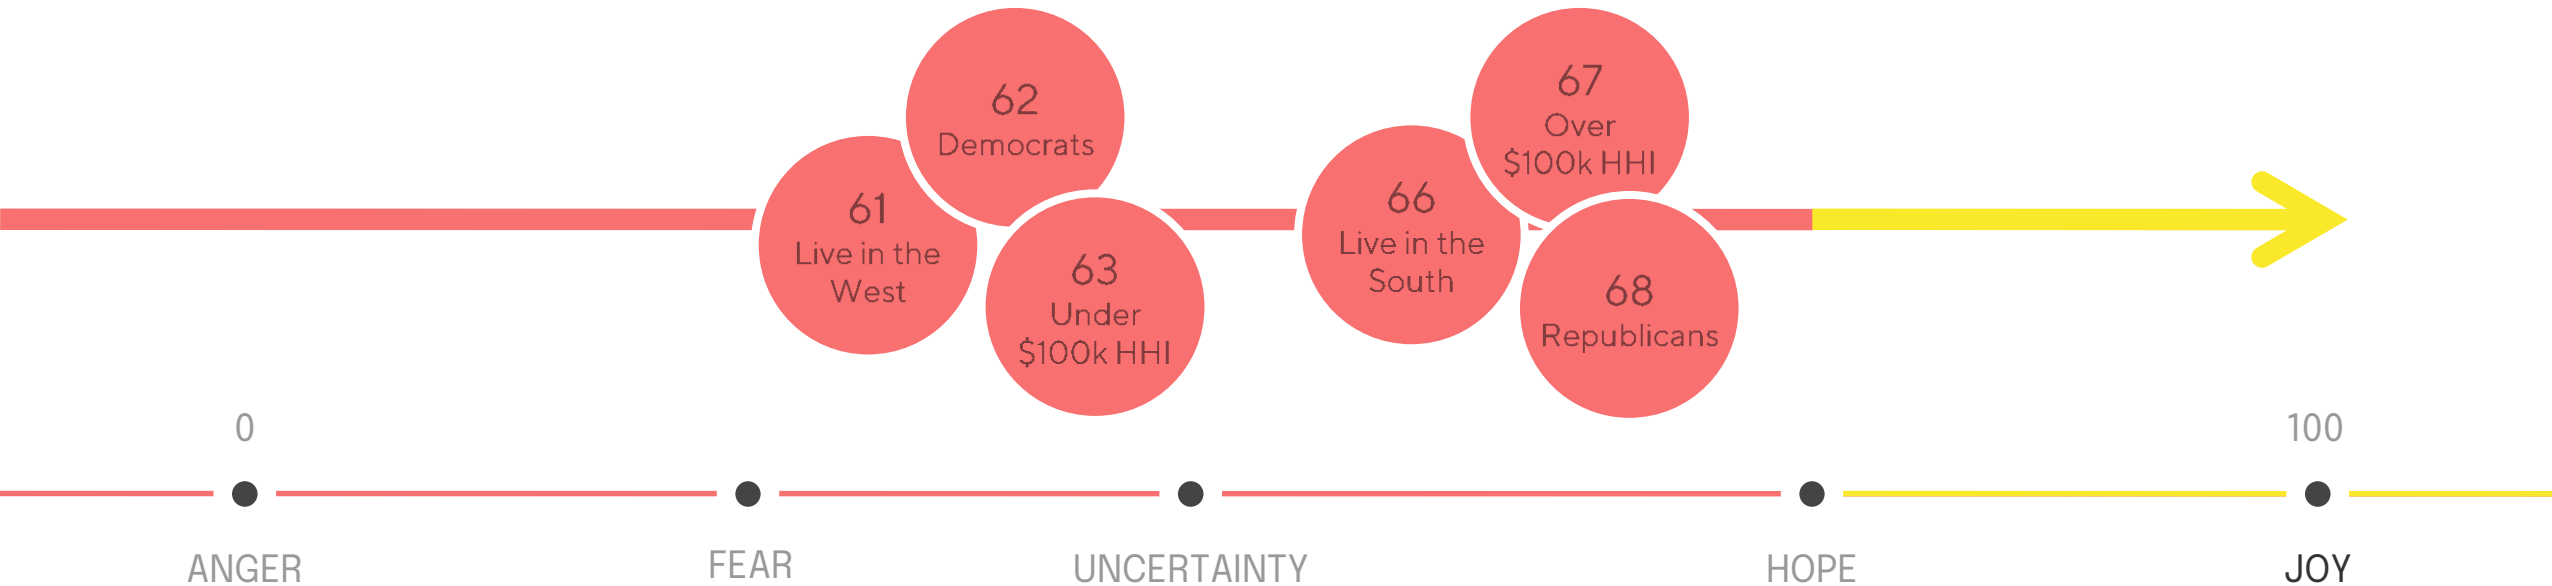 61
Live in the
West
62
Democrats
63
Under
$100k HHI
66
Live in the
South
67
Over
$100k HHI
68
Republicans
0
100
ANGER
FEAR
UNCERTAINTY
HOPE
JOY